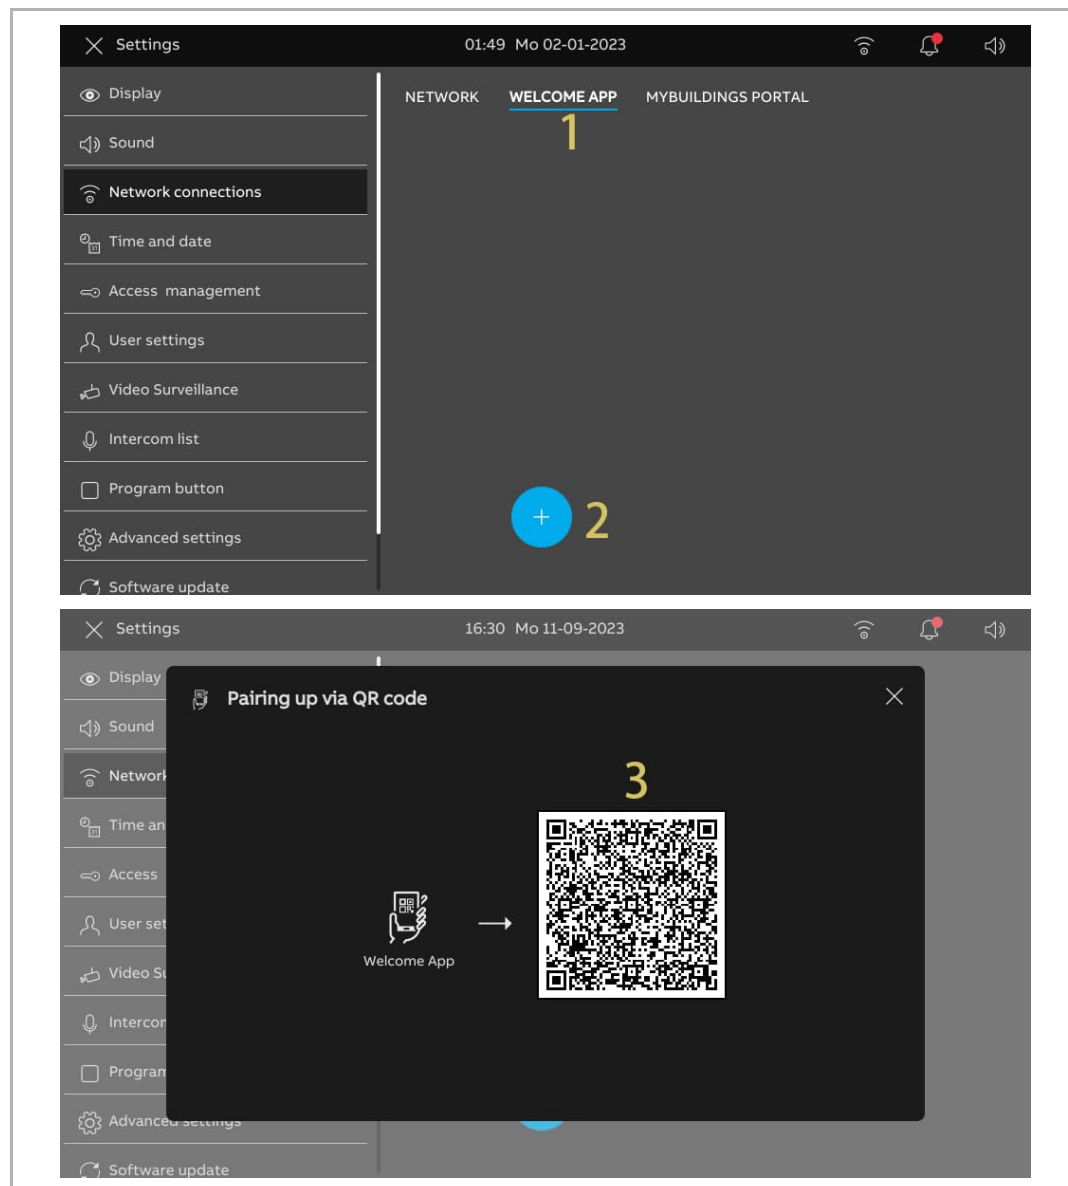 Settings
01:49 Mo 02-01-2023
Display
NETWORK WELCOME APP MYBUILDINGS PORTAL
1
Sound
Network connections
Time and date
Access management
User settings
Video Surveillance
Intercom list
Program button
+ 2
Advanced settings
Software update
Settings
16:30 Mo 11-09-2023
Display
Pairing up via QR code
Sound
Network
3
Time an
Access
User set
Welcome App
Video Su
Intercor
Program
Advanced settings
Software update